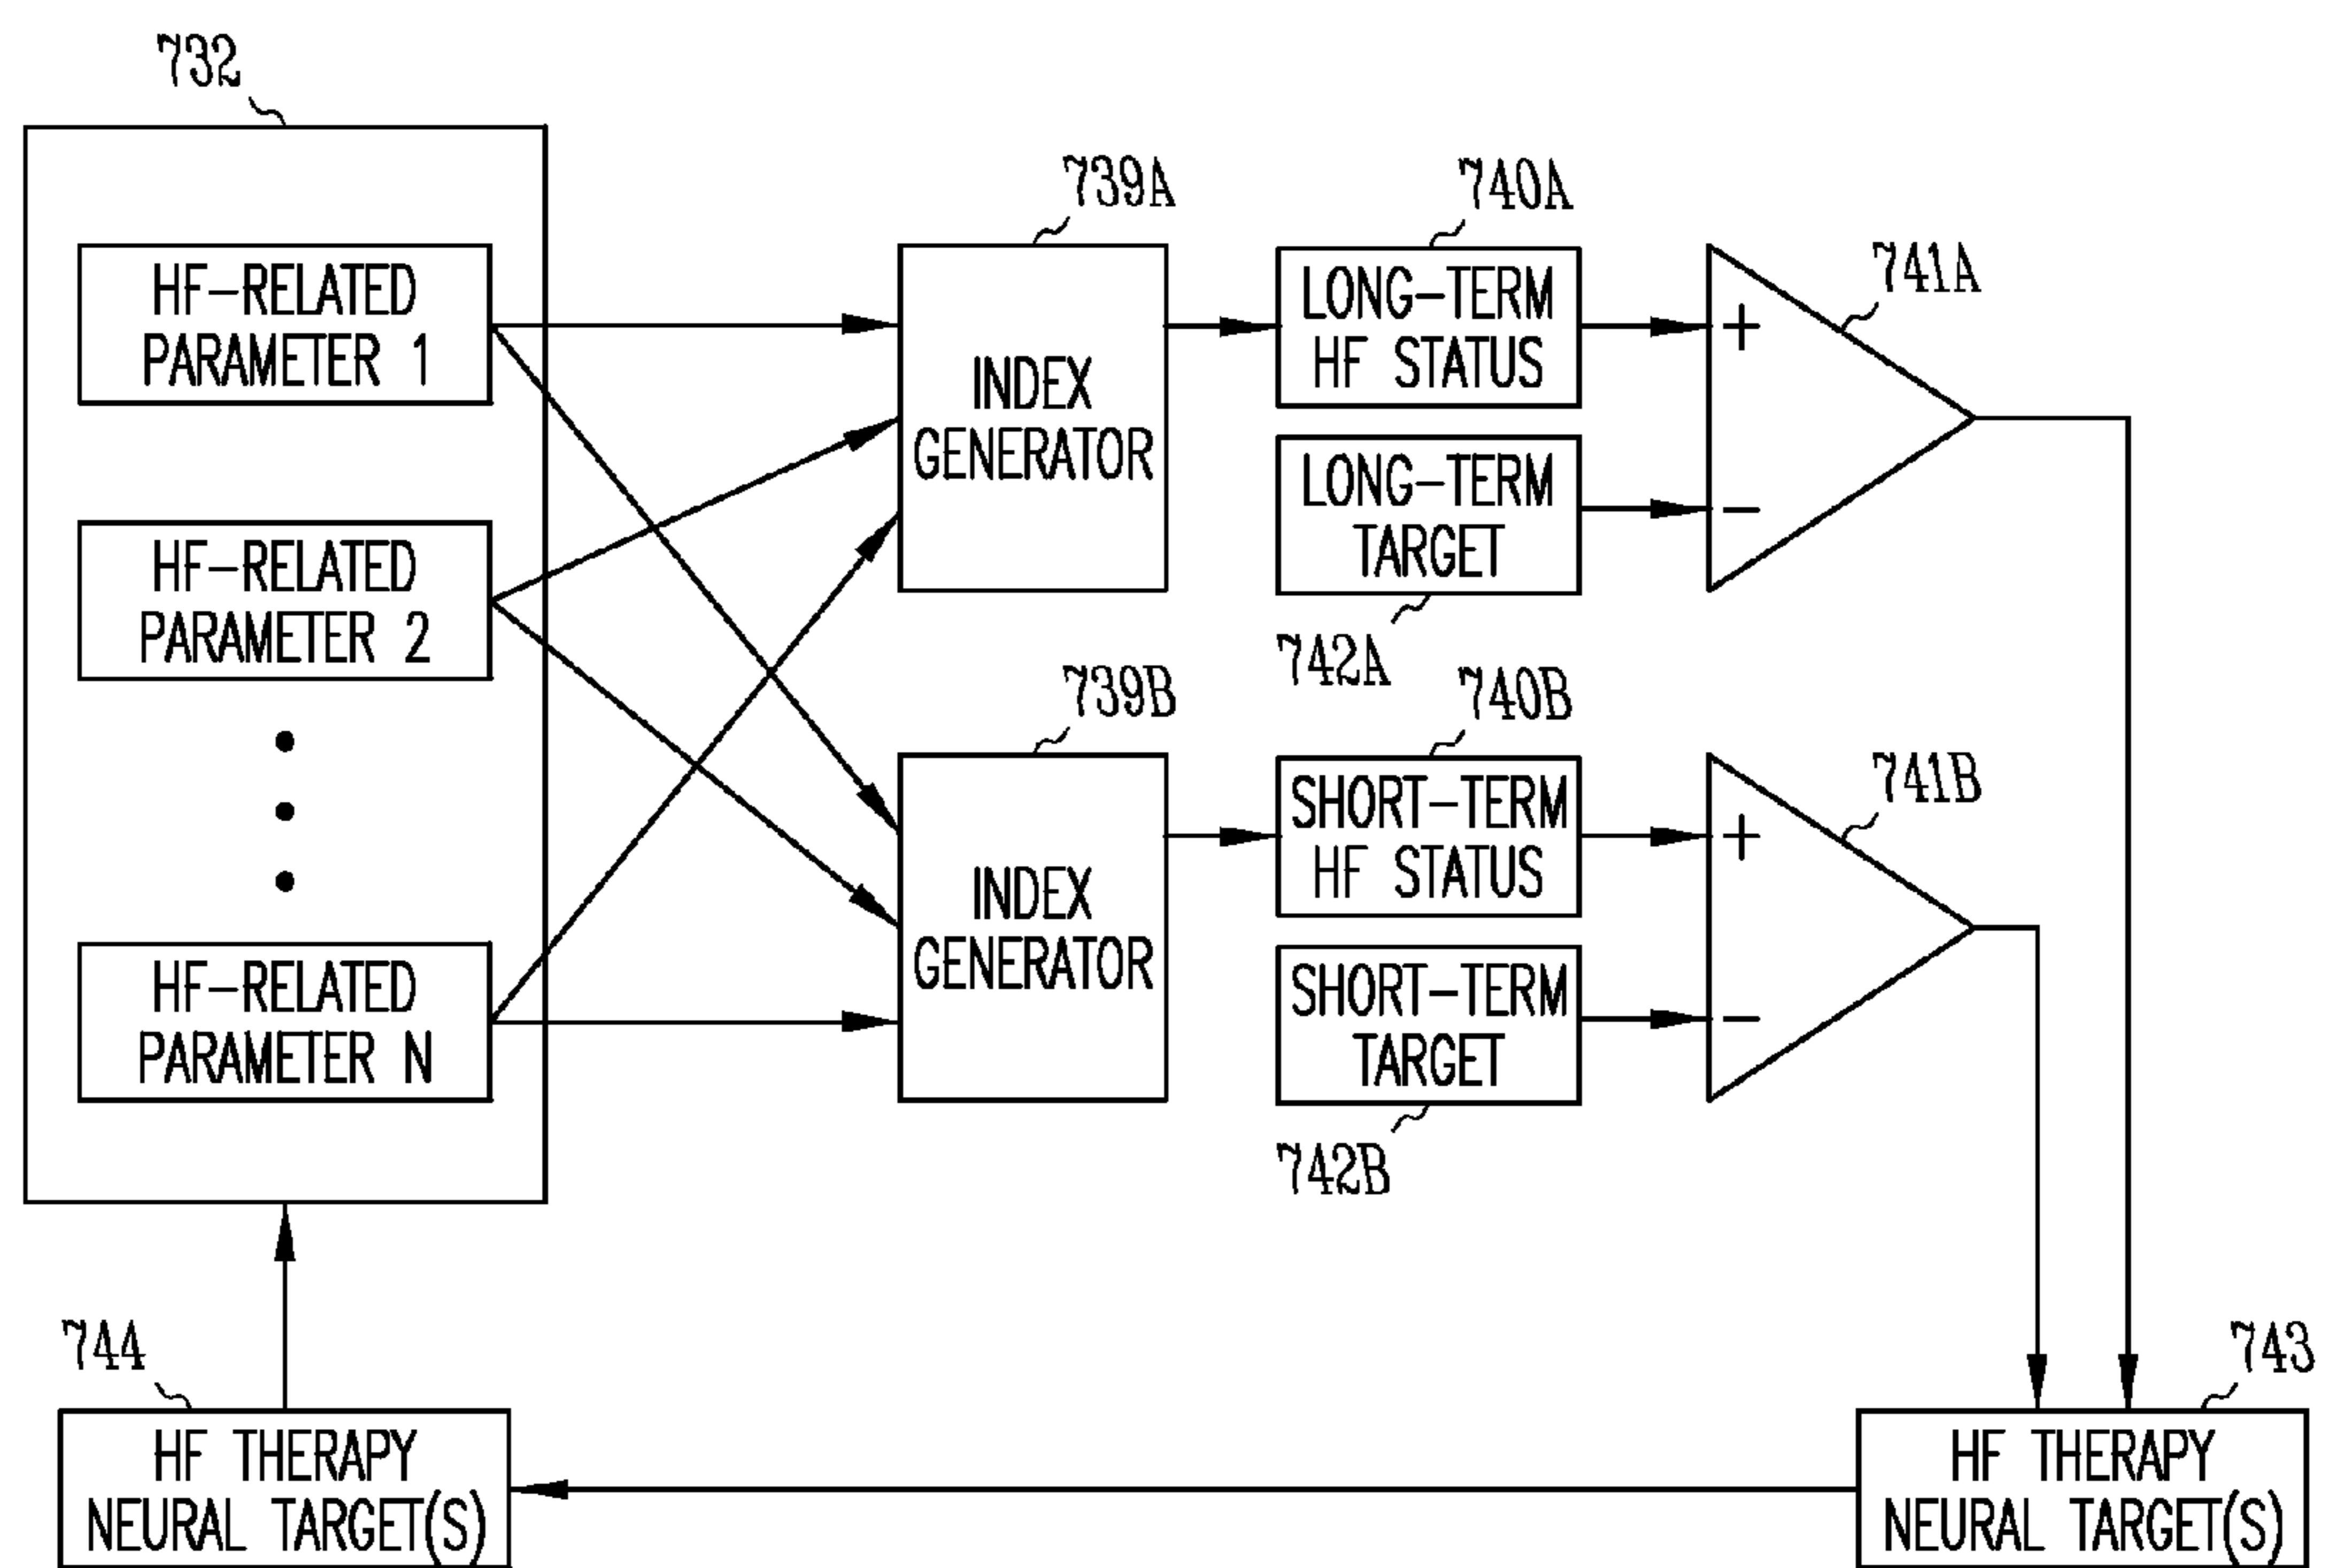 732
HF-RELATED
PARAMETER 1
HF-RELATED
PARAMETER 2
HF-RELATED
PARAMETER N
739A
INDEX
GENERATOR
739B
INDEX
GENERATOR
740A
LONG-TERM
HF STATUS
LONG-TERM
TARGET
742A
740B
SHORT-TERM
HF STATUS
SHORT-TERM
TARGET
742B
741A
+
−
741B
+
−
744
HF THERAPY
NEURAL TARGET(S)
743
HF THERAPY
NEURAL TARGET(S)